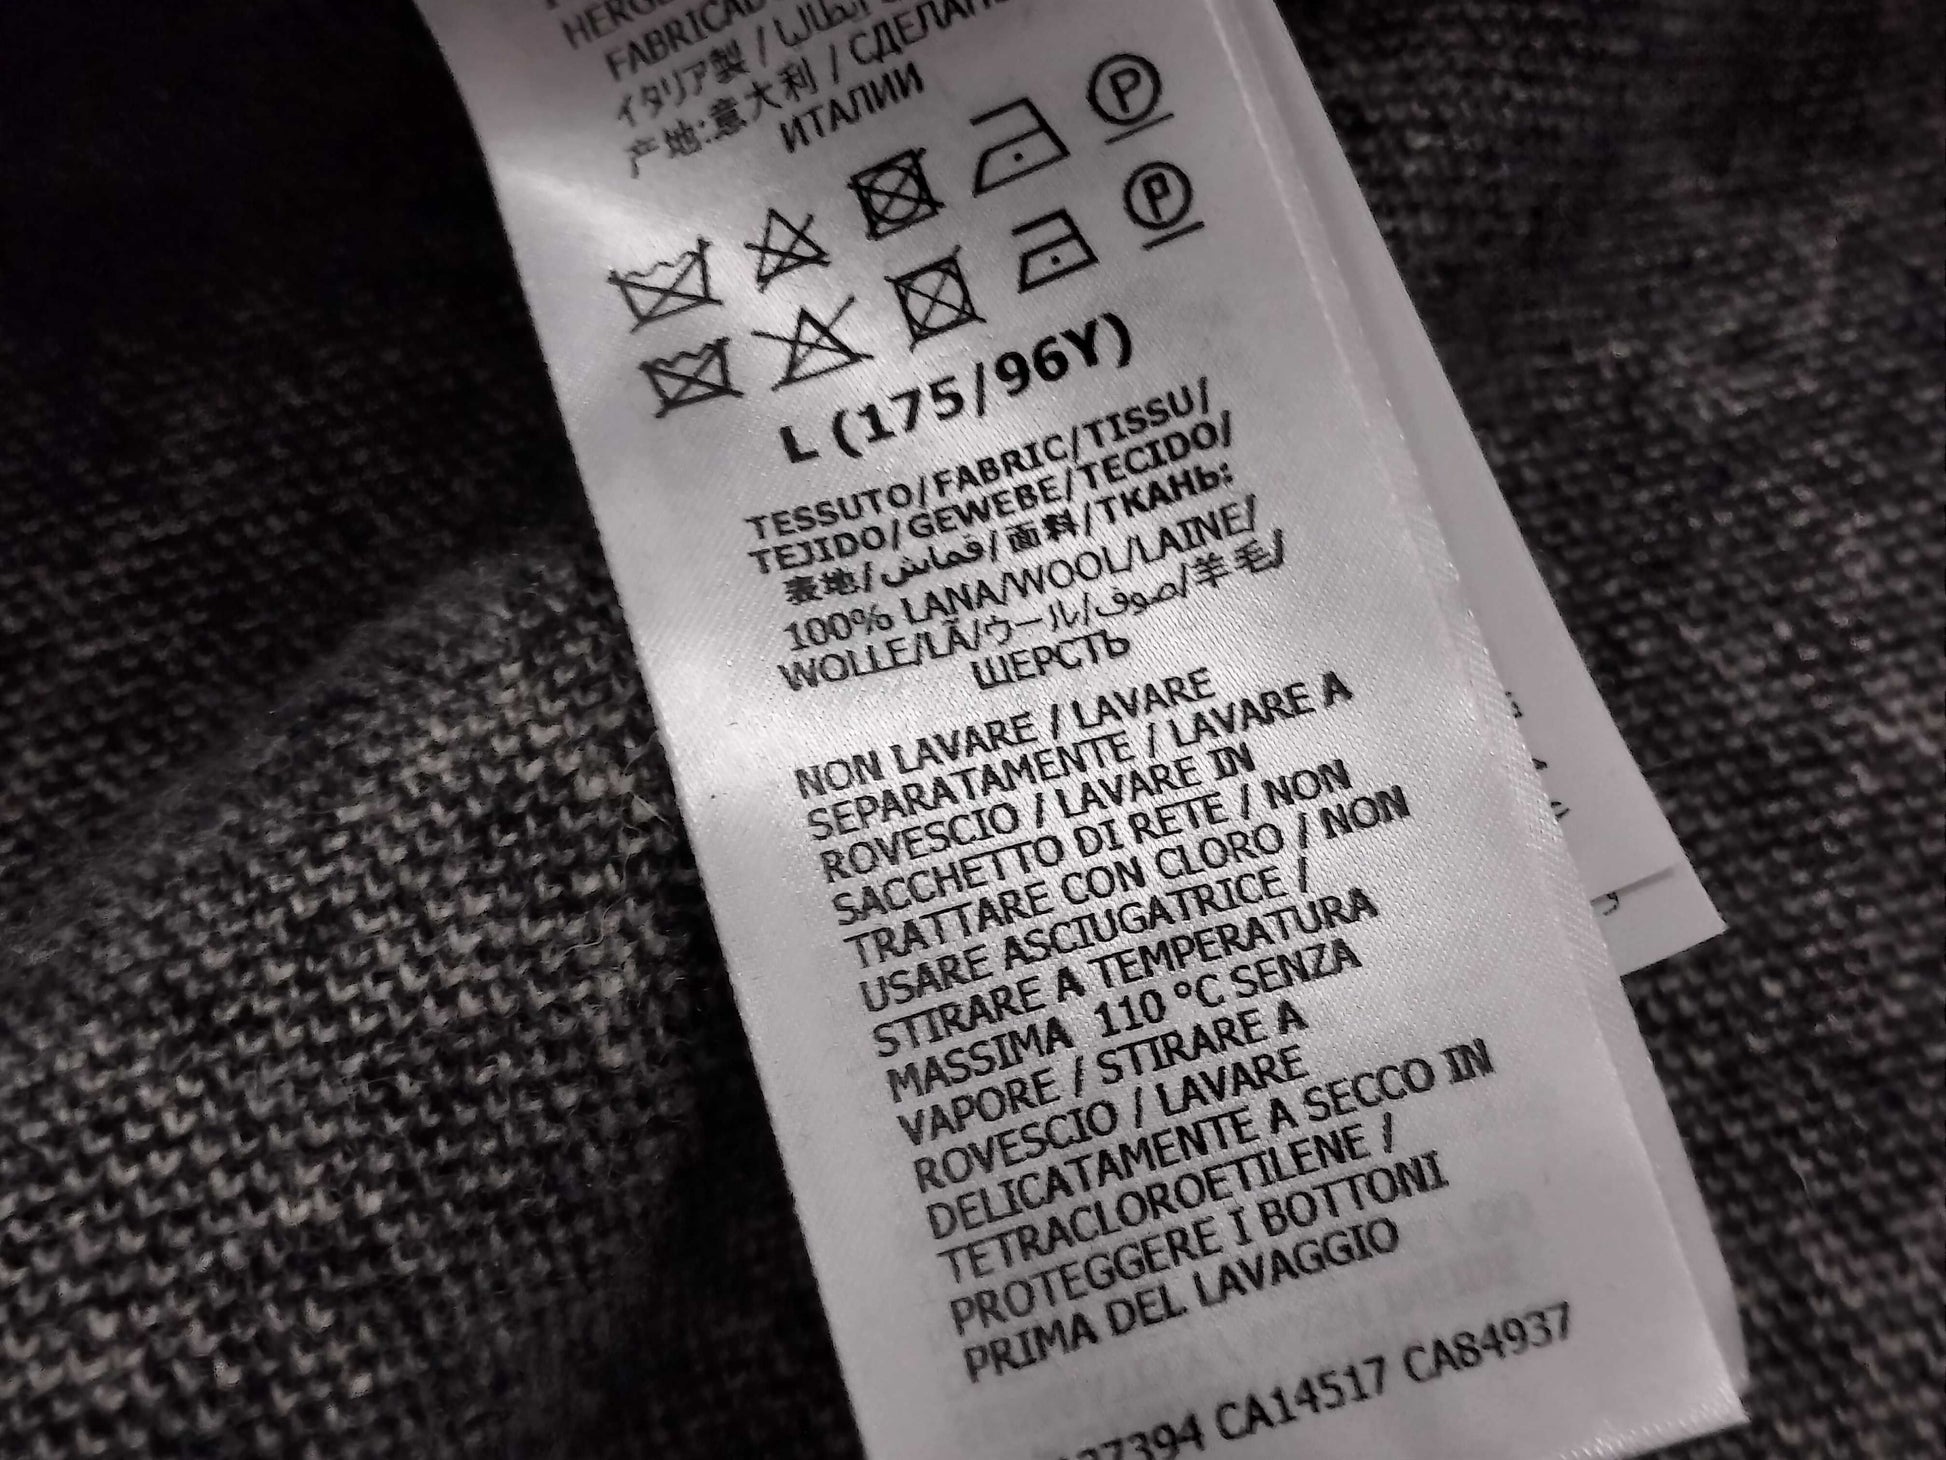 FABRICAD
イタリア製 / إيطاليا
产地:意大利 / СДЕЛАН
ИТАЛИИ
P
P
L (175/96Y)
TESSUTO/FABRIC/TISSU/
TEJIDO/GEWEBE/TECIDO/
表地/قماش/面料/ТКАНЬ:
100% LANA/WOOL/LAINE/
WOLLE/LÃ/ウール/صوف/羊毛/
ШЕРСТЬ
NON LAVARE / LAVARE
SEPARATAMENTE / LAVARE A
ROVESCIO / LAVARE IN
SACCHETTO DI RETE / NON
TRATTARE CON CLORO / NON
USARE ASCIUGATRICE /
STIRARE A TEMPERATURA
MASSIMA 110 °C SENZA
VAPORE / STIRARE A
ROVESCIO / LAVARE
DELICATAMENTE A SECCO IN
TETRACLOROETILENE /
PROTEGGERE I BOTTONI
PRIMA DEL LAVAGGIO
7394 CA14517 CA84937